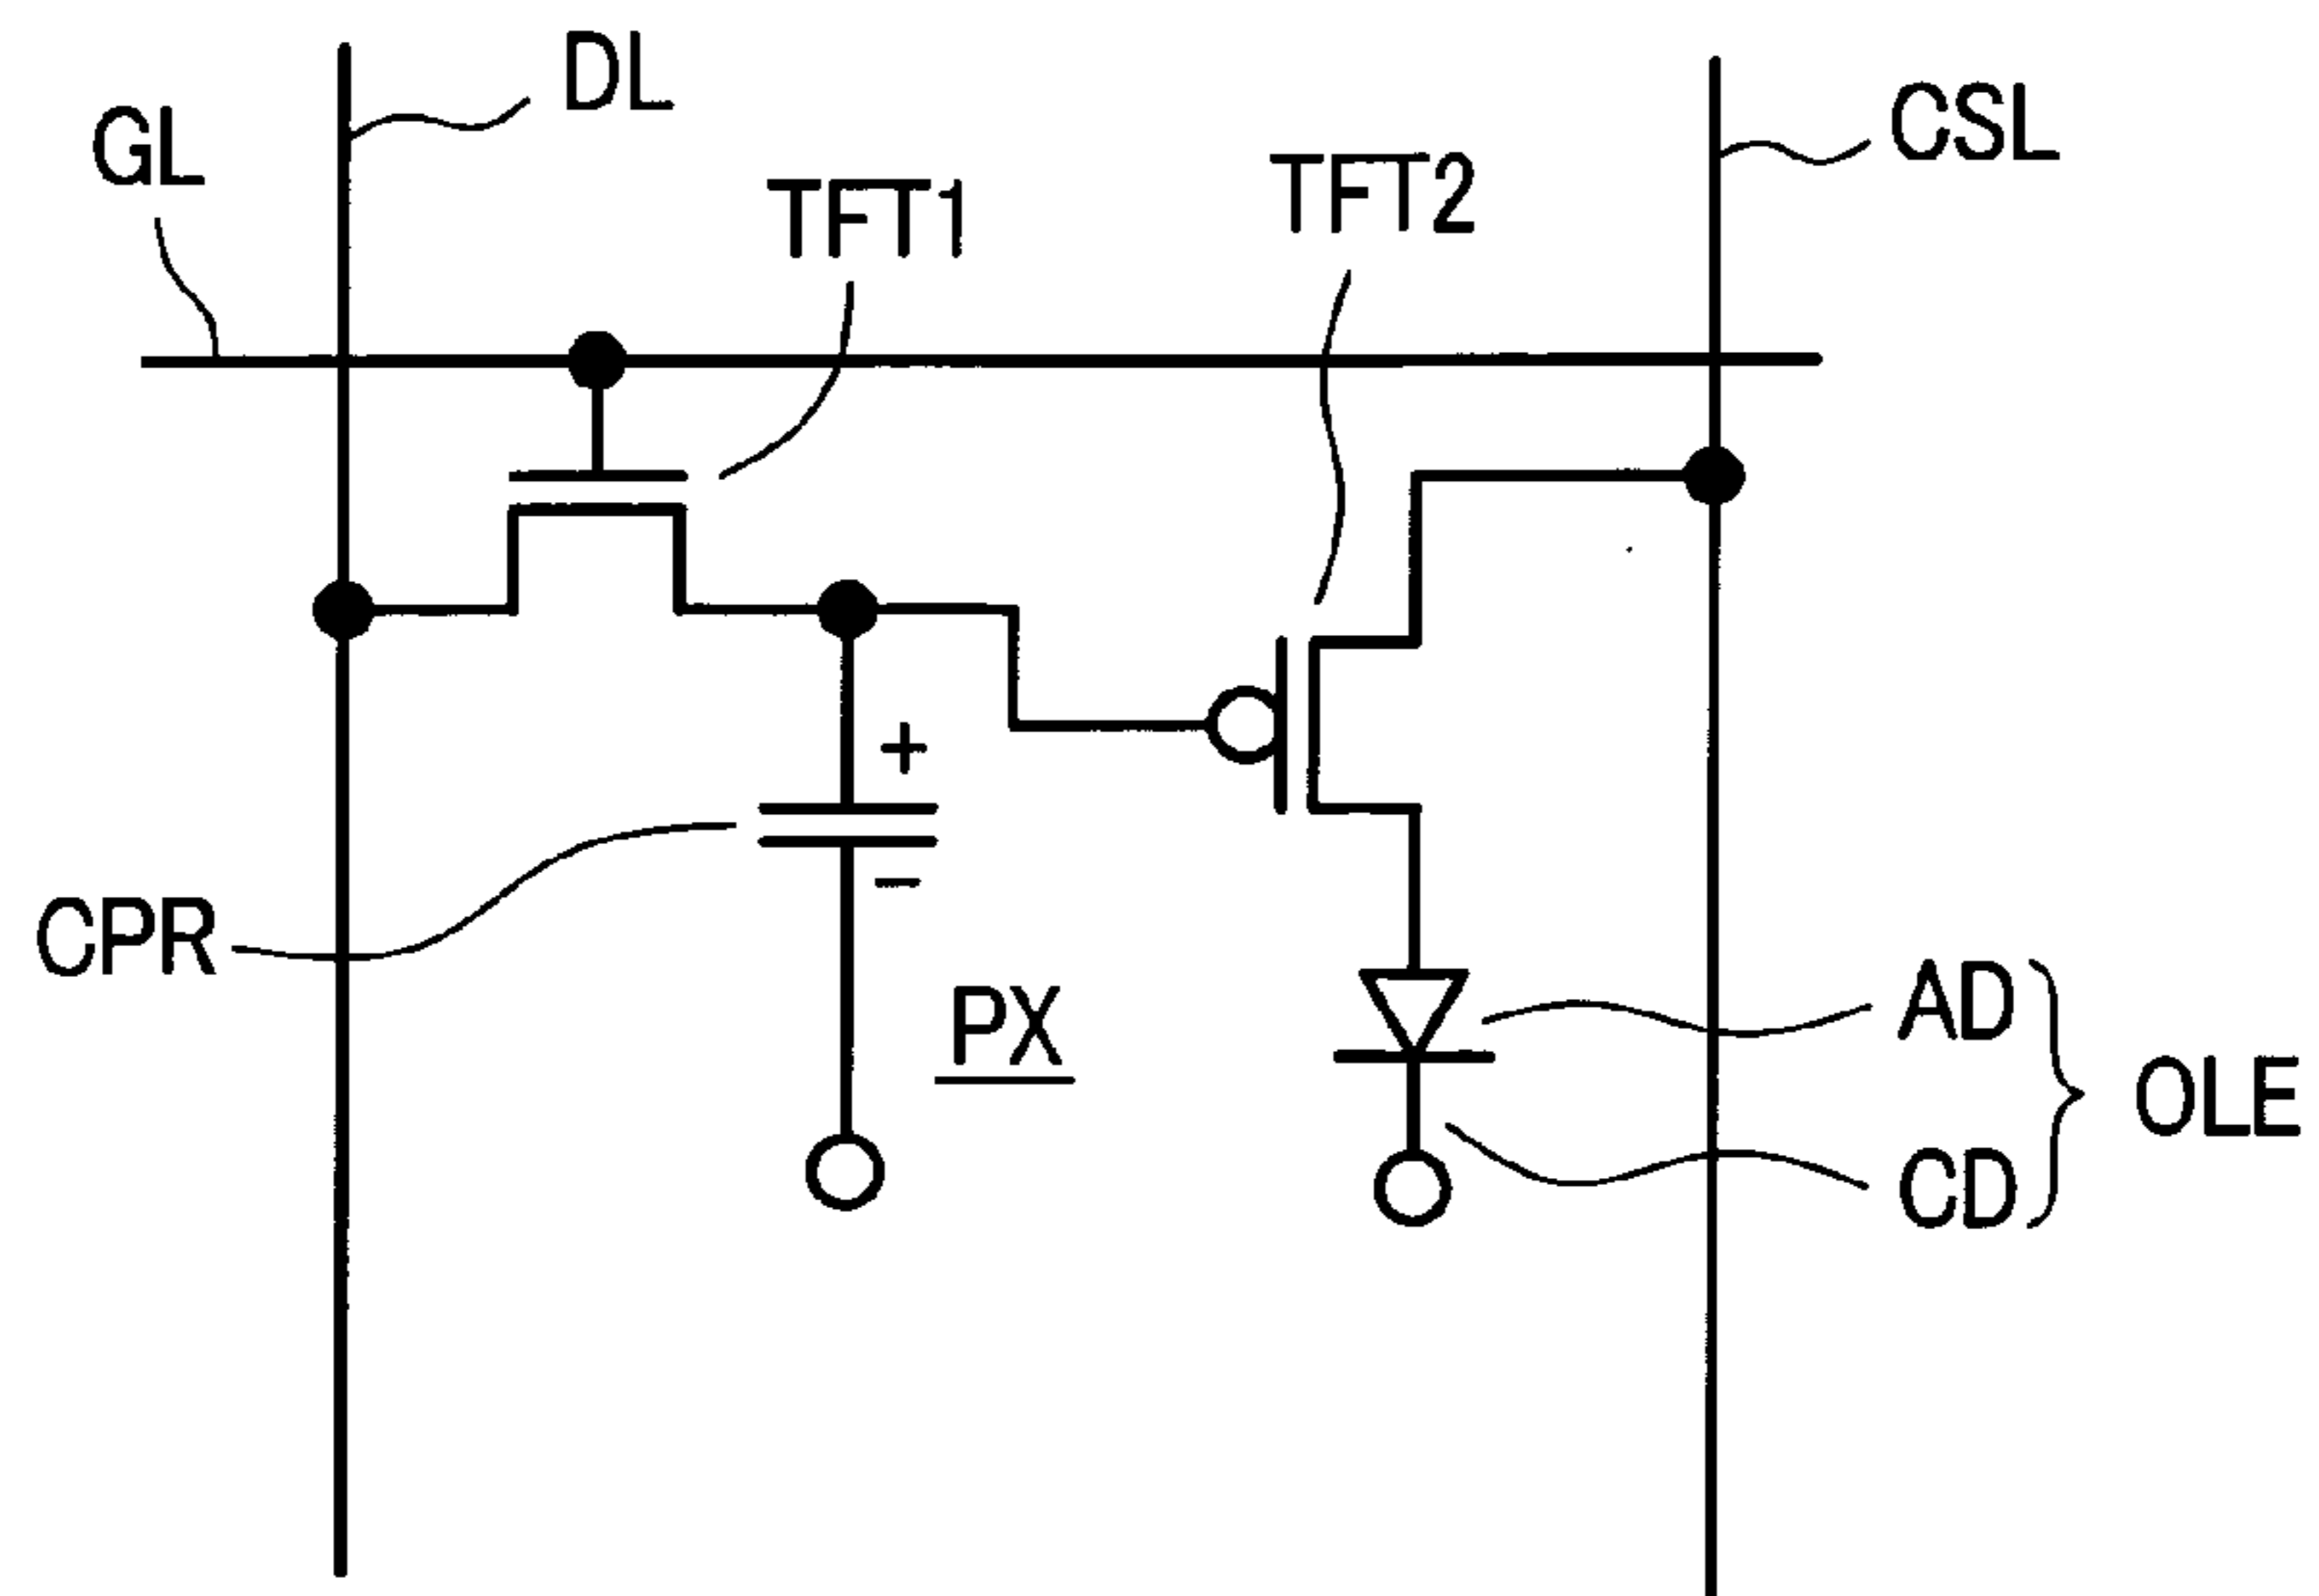 DL
GL
CSL
TFT1
TFT2
+
−
CPR
PX
AD
OLE
CD